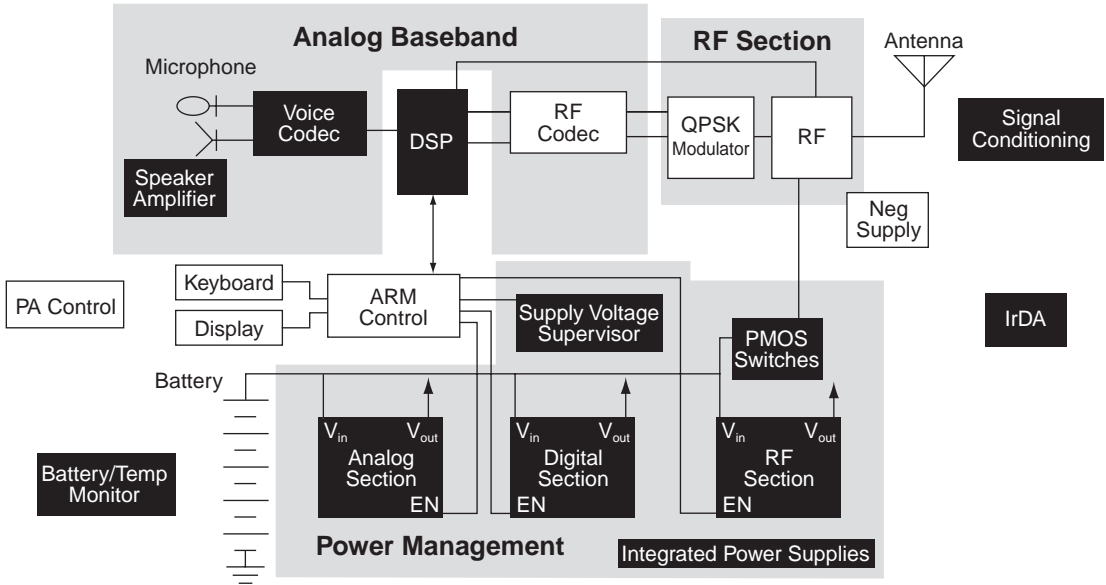 Analog Baseband
RF Section
Antenna
Microphone
Voice
Codec
DSP
RF
Codec
QPSK
Modulator
RF
Signal
Conditioning
Speaker
Amplifier
Neg
Supply
PA Control
Keyboard
Display
ARM
Control
Supply Voltage
Supervisor
PMOS
Switches
IrDA
Battery
Vin Vout
Analog
Section
EN
Vin Vout
Digital
Section
EN
Vin Vout
RF
Section
EN
Battery/Temp
Monitor
Power Management
Integrated Power Supplies